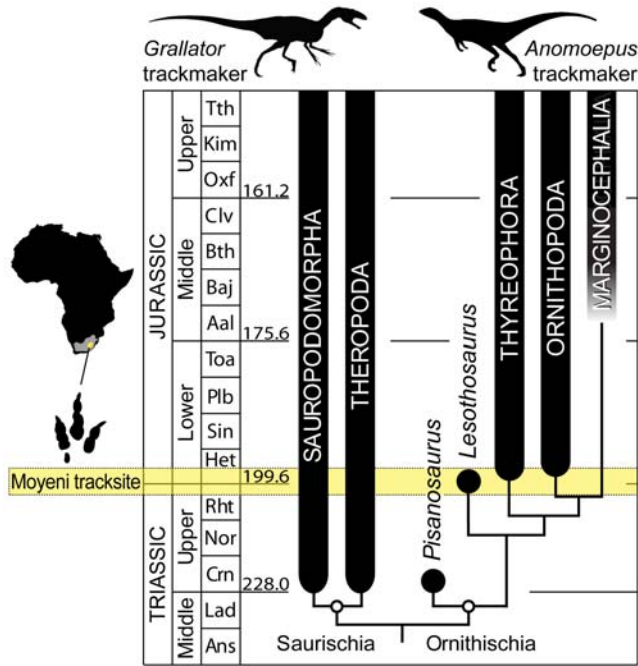 Grallator
trackmaker
Anomoepus
trackmaker
JURASSIC
TRIASSIC
Upper
Middle
Lower
Upper
Middle
Tth
Kim
Oxf
Clv
Bth
Baj
Aal
Toa
Plb
Sin
Het
Rht
Nor
Crn
Lad
Ans
161.2
175.6
199.6
228.0
SAUROPODOMORPHA
THEROPODA
Pisanosaurus
Lesothosaurus
THYREOPHORA
ORNITHOPODA
MARGINOCEPHALIA
Moyeni tracksite
Saurischia
Ornithischia